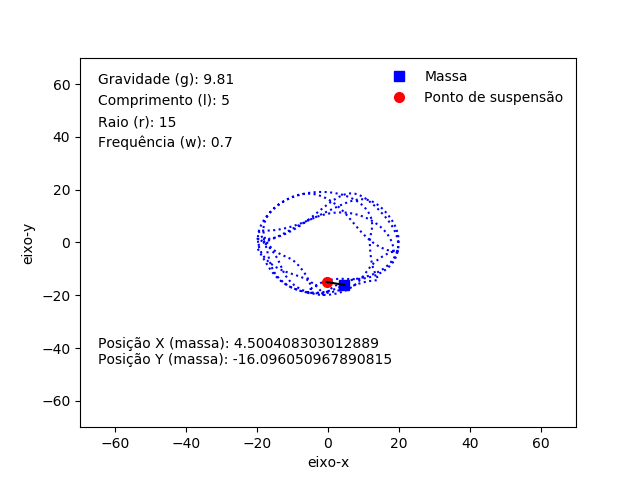 Gravidade (g): 9.81
Comprimento (l): 5
Raio (r): 15
Frequência (w): 0.7
Massa
Ponto de suspensão
60
40
20
0
−20
−40
−60
eixo-y
Posição X (massa): 4.500408303012889
Posição Y (massa): -16.096050967890815
−60 −40 −20 0 20 40 60
eixo-x